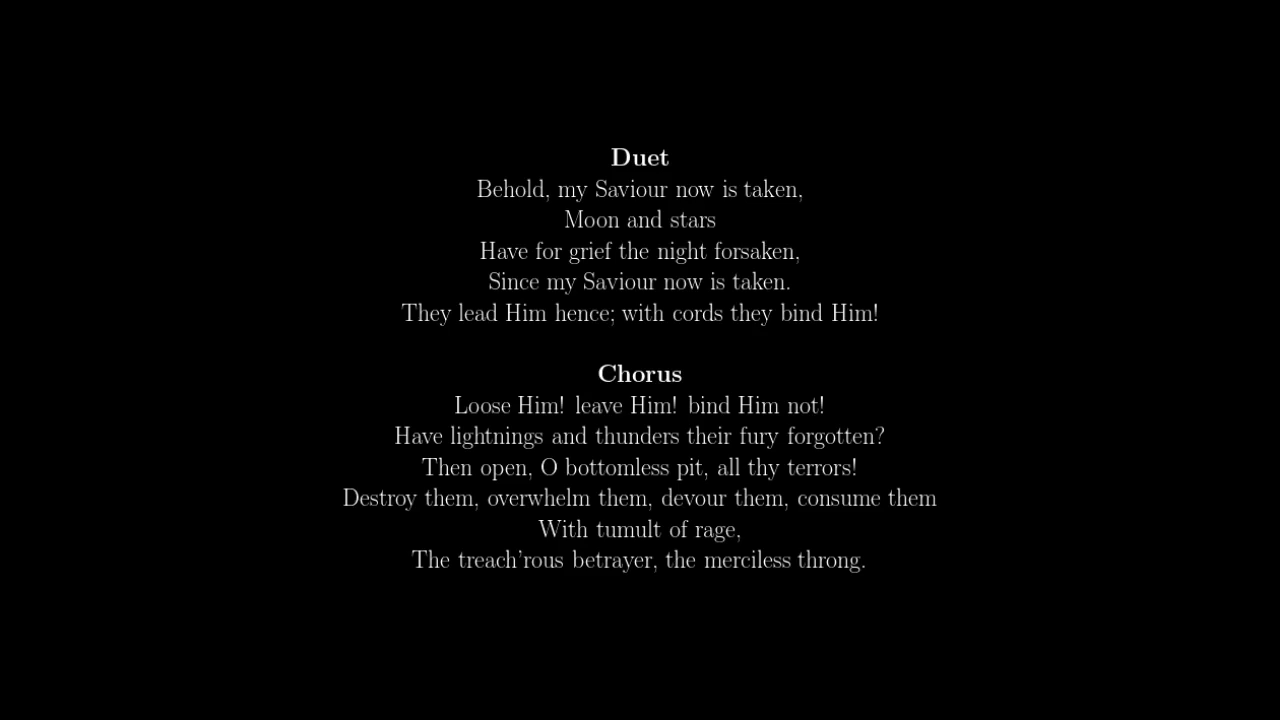 Duet
Behold, my Saviour now is taken,
Moon and stars
Have for grief the night forsaken,
Since my Saviour now is taken.
They lead Him hence; with cords they bind Him!
Chorus
Loose Him! leave Him! bind Him not!
Have lightnings and thunders their fury forgotten?
Then open, O bottomless pit, all thy terrors!
Destroy them, overwhelm them, devour them, consume them
With tumult of rage,
The treach'rous betrayer, the merciless throng.